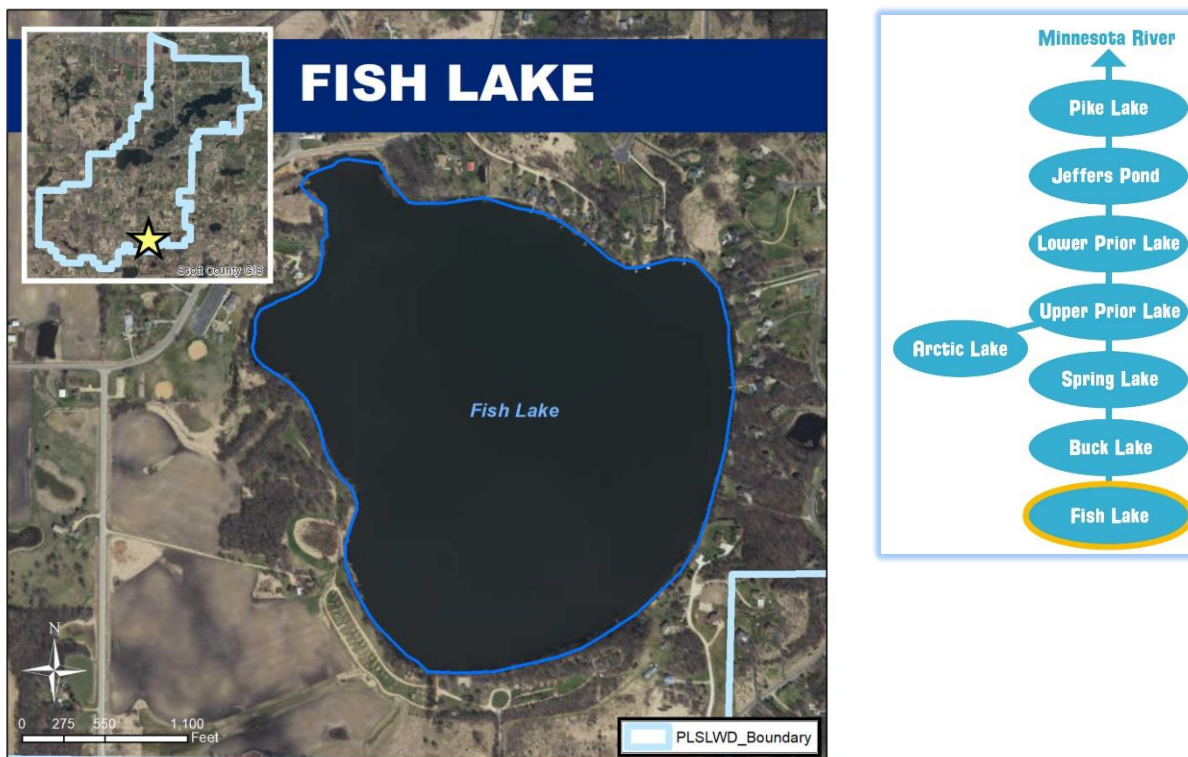 FISH LAKE
Scott County GIS
Fish Lake
N
0 275 550 1,100
Feet
PLSLWD_Boundary
Minnesota River
Pike Lake
Jeffers Pond
Lower Prior Lake
Upper Prior Lake
Arctic Lake
Spring Lake
Buck Lake
Fish Lake